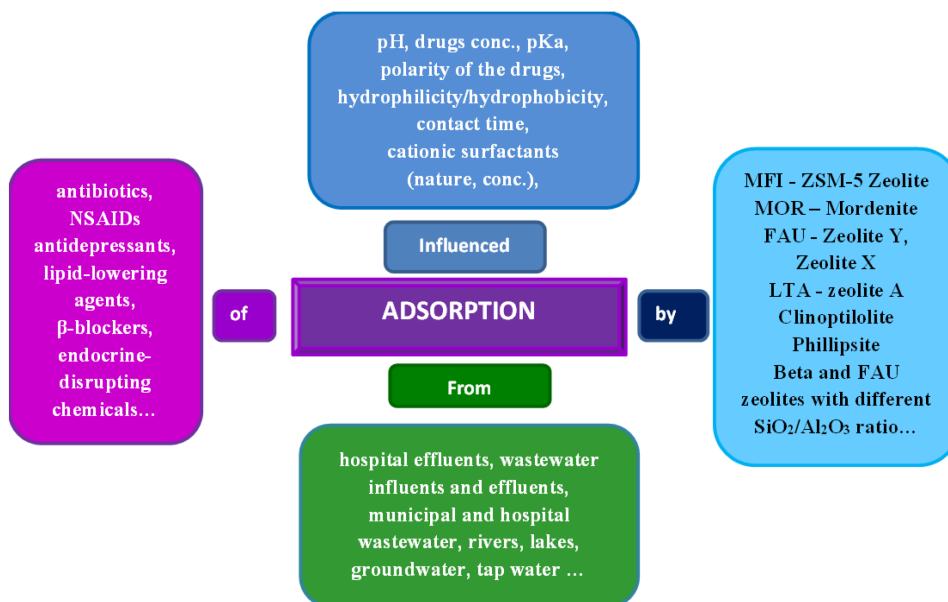 pH, drugs conc., pKa,
polarity of the drugs,
hydrophilicity/hydrophobicity,
contact time,
cationic surfactants
(nature, conc.),
Influenced
antibiotics,
NSAIDs
antidepressants,
lipid-lowering
agents,
β-blockers,
endocrine-
disrupting
chemicals…
of
ADSORPTION
by
MFI - ZSM-5 Zeolite
MOR – Mordenite
FAU - Zeolite Y,
Zeolite X
LTA - zeolite A
Clinoptilolite
Phillipsite
Beta and FAU
zeolites with different
SiO₂/Al₂O₃ ratio…
From
hospital effluents, wastewater
influents and effluents,
municipal and hospital
wastewater, rivers, lakes,
groundwater, tap water …